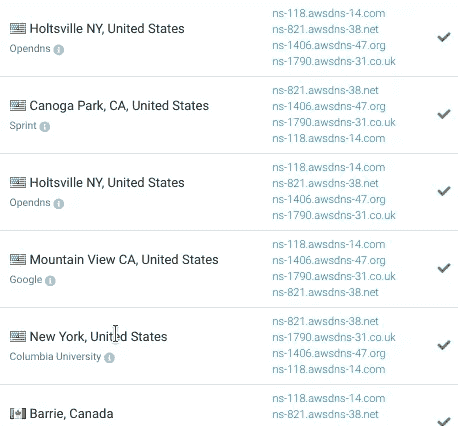 ns-118.awsdns-14.com
Holtsville NY, United States
ns-821.awsdns-38.net
Opendns
ns-1406.awsdns-47.org
ns-1790.awsdns-31.co.uk
ns-821.awsdns-38.net
Canoga Park, CA, United States
ns-1406.awsdns-47.org
Sprint
ns-1790.awsdns-31.co.uk
ns-118.awsdns-14.com
ns-118.awsdns-14.com
Holtsville NY, United States
ns-821.awsdns-38.net
Opendns
ns-1406.awsdns-47.org
ns-1790.awsdns-31.co.uk
ns-118.awsdns-14.com
Mountain View CA, United States
ns-1406.awsdns-47.org
Google
ns-1790.awsdns-31.co.uk
ns-821.awsdns-38.net
ns-821.awsdns-38.net
New York, United States
ns-1790.awsdns-31.co.uk
Columbia University
ns-1406.awsdns-47.org
ns-118.awsdns-14.com
ns-118.awsdns-14.com
Barrie, Canada
ns-821.awsdns-38.net